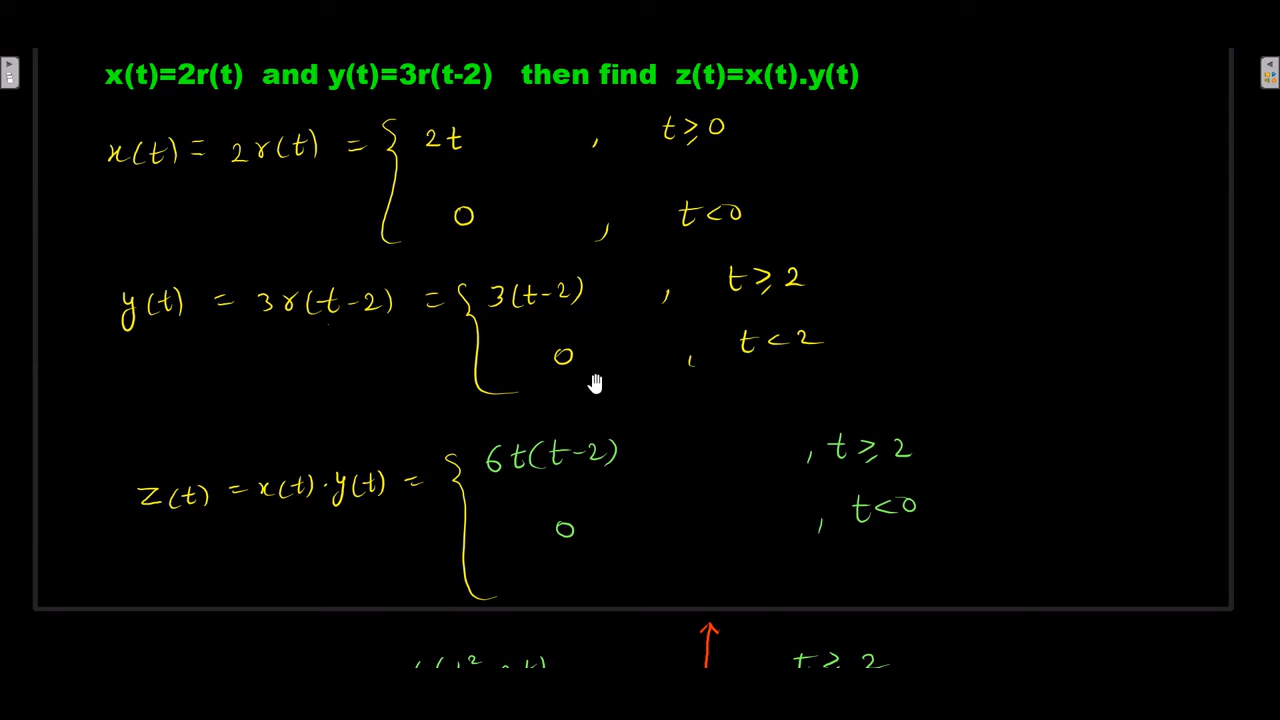 x(t)=2r(t) and y(t)=3r(t-2) then find z(t)=x(t).y(t)
x(t) = 2r(t) = { 2t , t ≥ 0
0 , t < 0
y(t) = 3r(t-2) = { 3(t-2) , t ≥ 2
0 , t < 2
z(t) = x(t) · y(t) = { 6t(t-2) , t ≥ 2
0 , t < 0
t ≥ 2